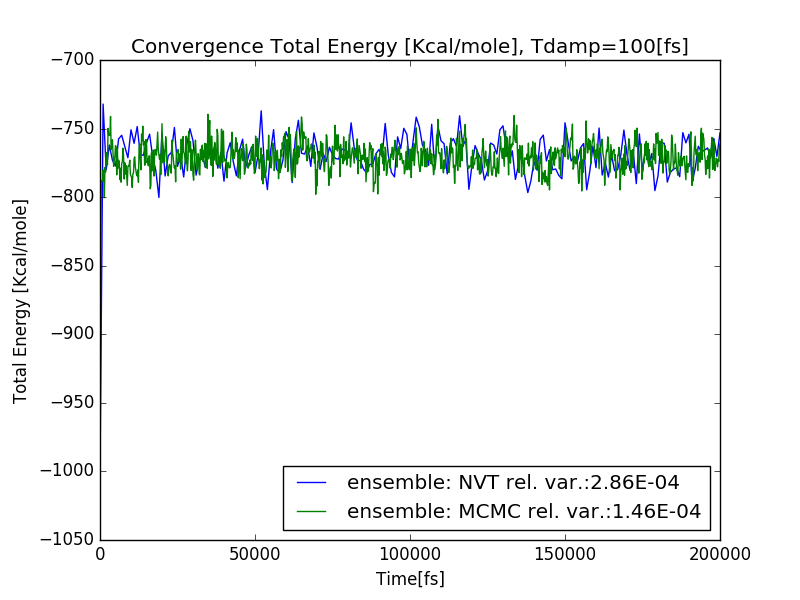 Convergence Total Energy [Kcal/mole], Tdamp=100[fs]
−700
−750
−800
−850
−900
−950
−1000
−1050
Total Energy [Kcal/mole]
ensemble: NVT rel. var.:2.86E-04
ensemble: MCMC rel. var.:1.46E-04
0 50000 100000 150000 200000
Time[fs]